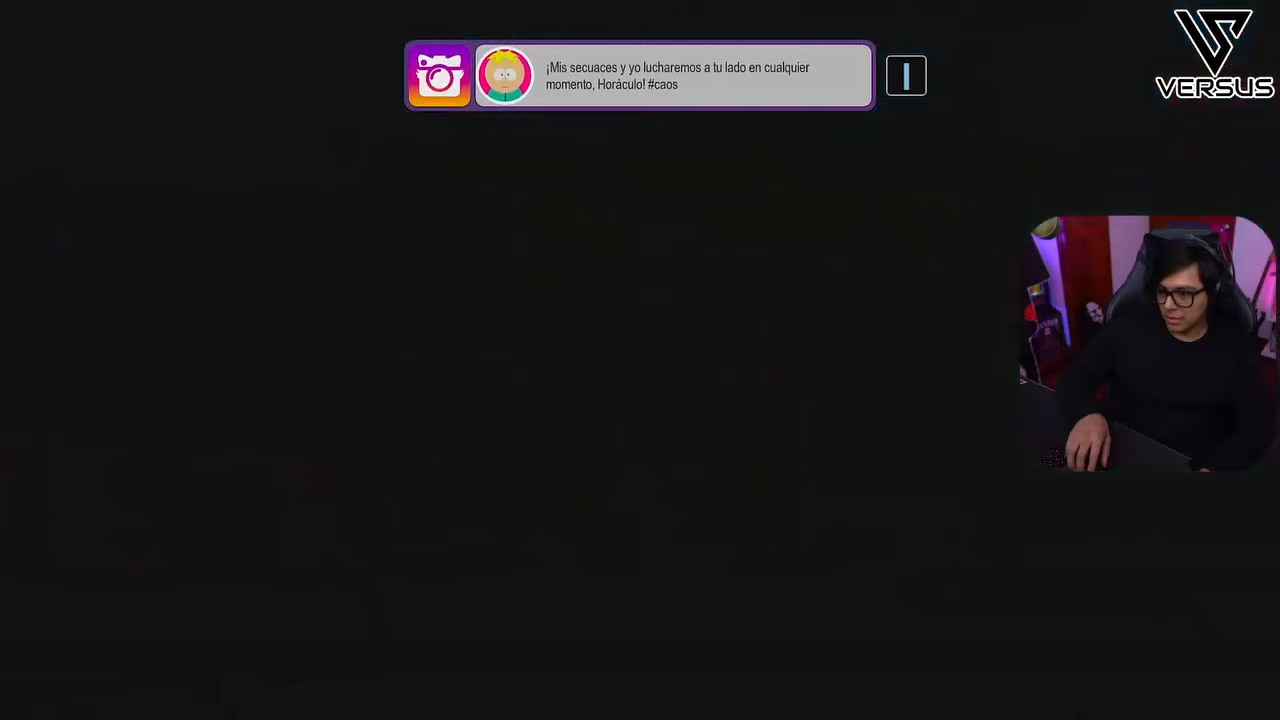 ¡Mis secuaces y yo lucharemos a tu lado en cualquier
momento, Horáculo! #caos
I
VERSUS